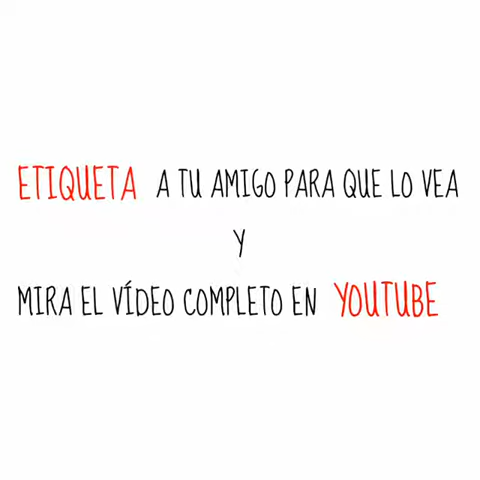 ETIQUETA A TU AMIGO PARA QUE LO VEA
Y
MIRA EL VÍDEO COMPLETO EN YOUTUBE